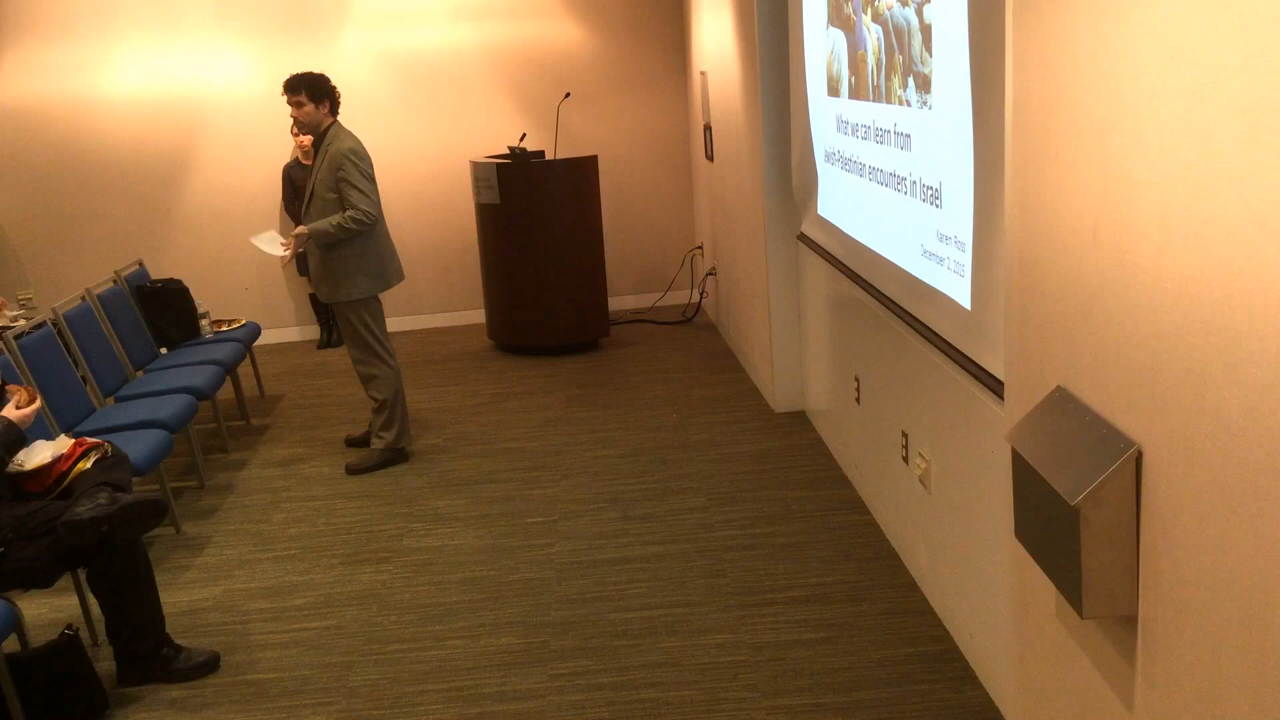 What we can learn from
Jewish-Palestinian encounters in Israel
Karen Ross
December 2, 2015